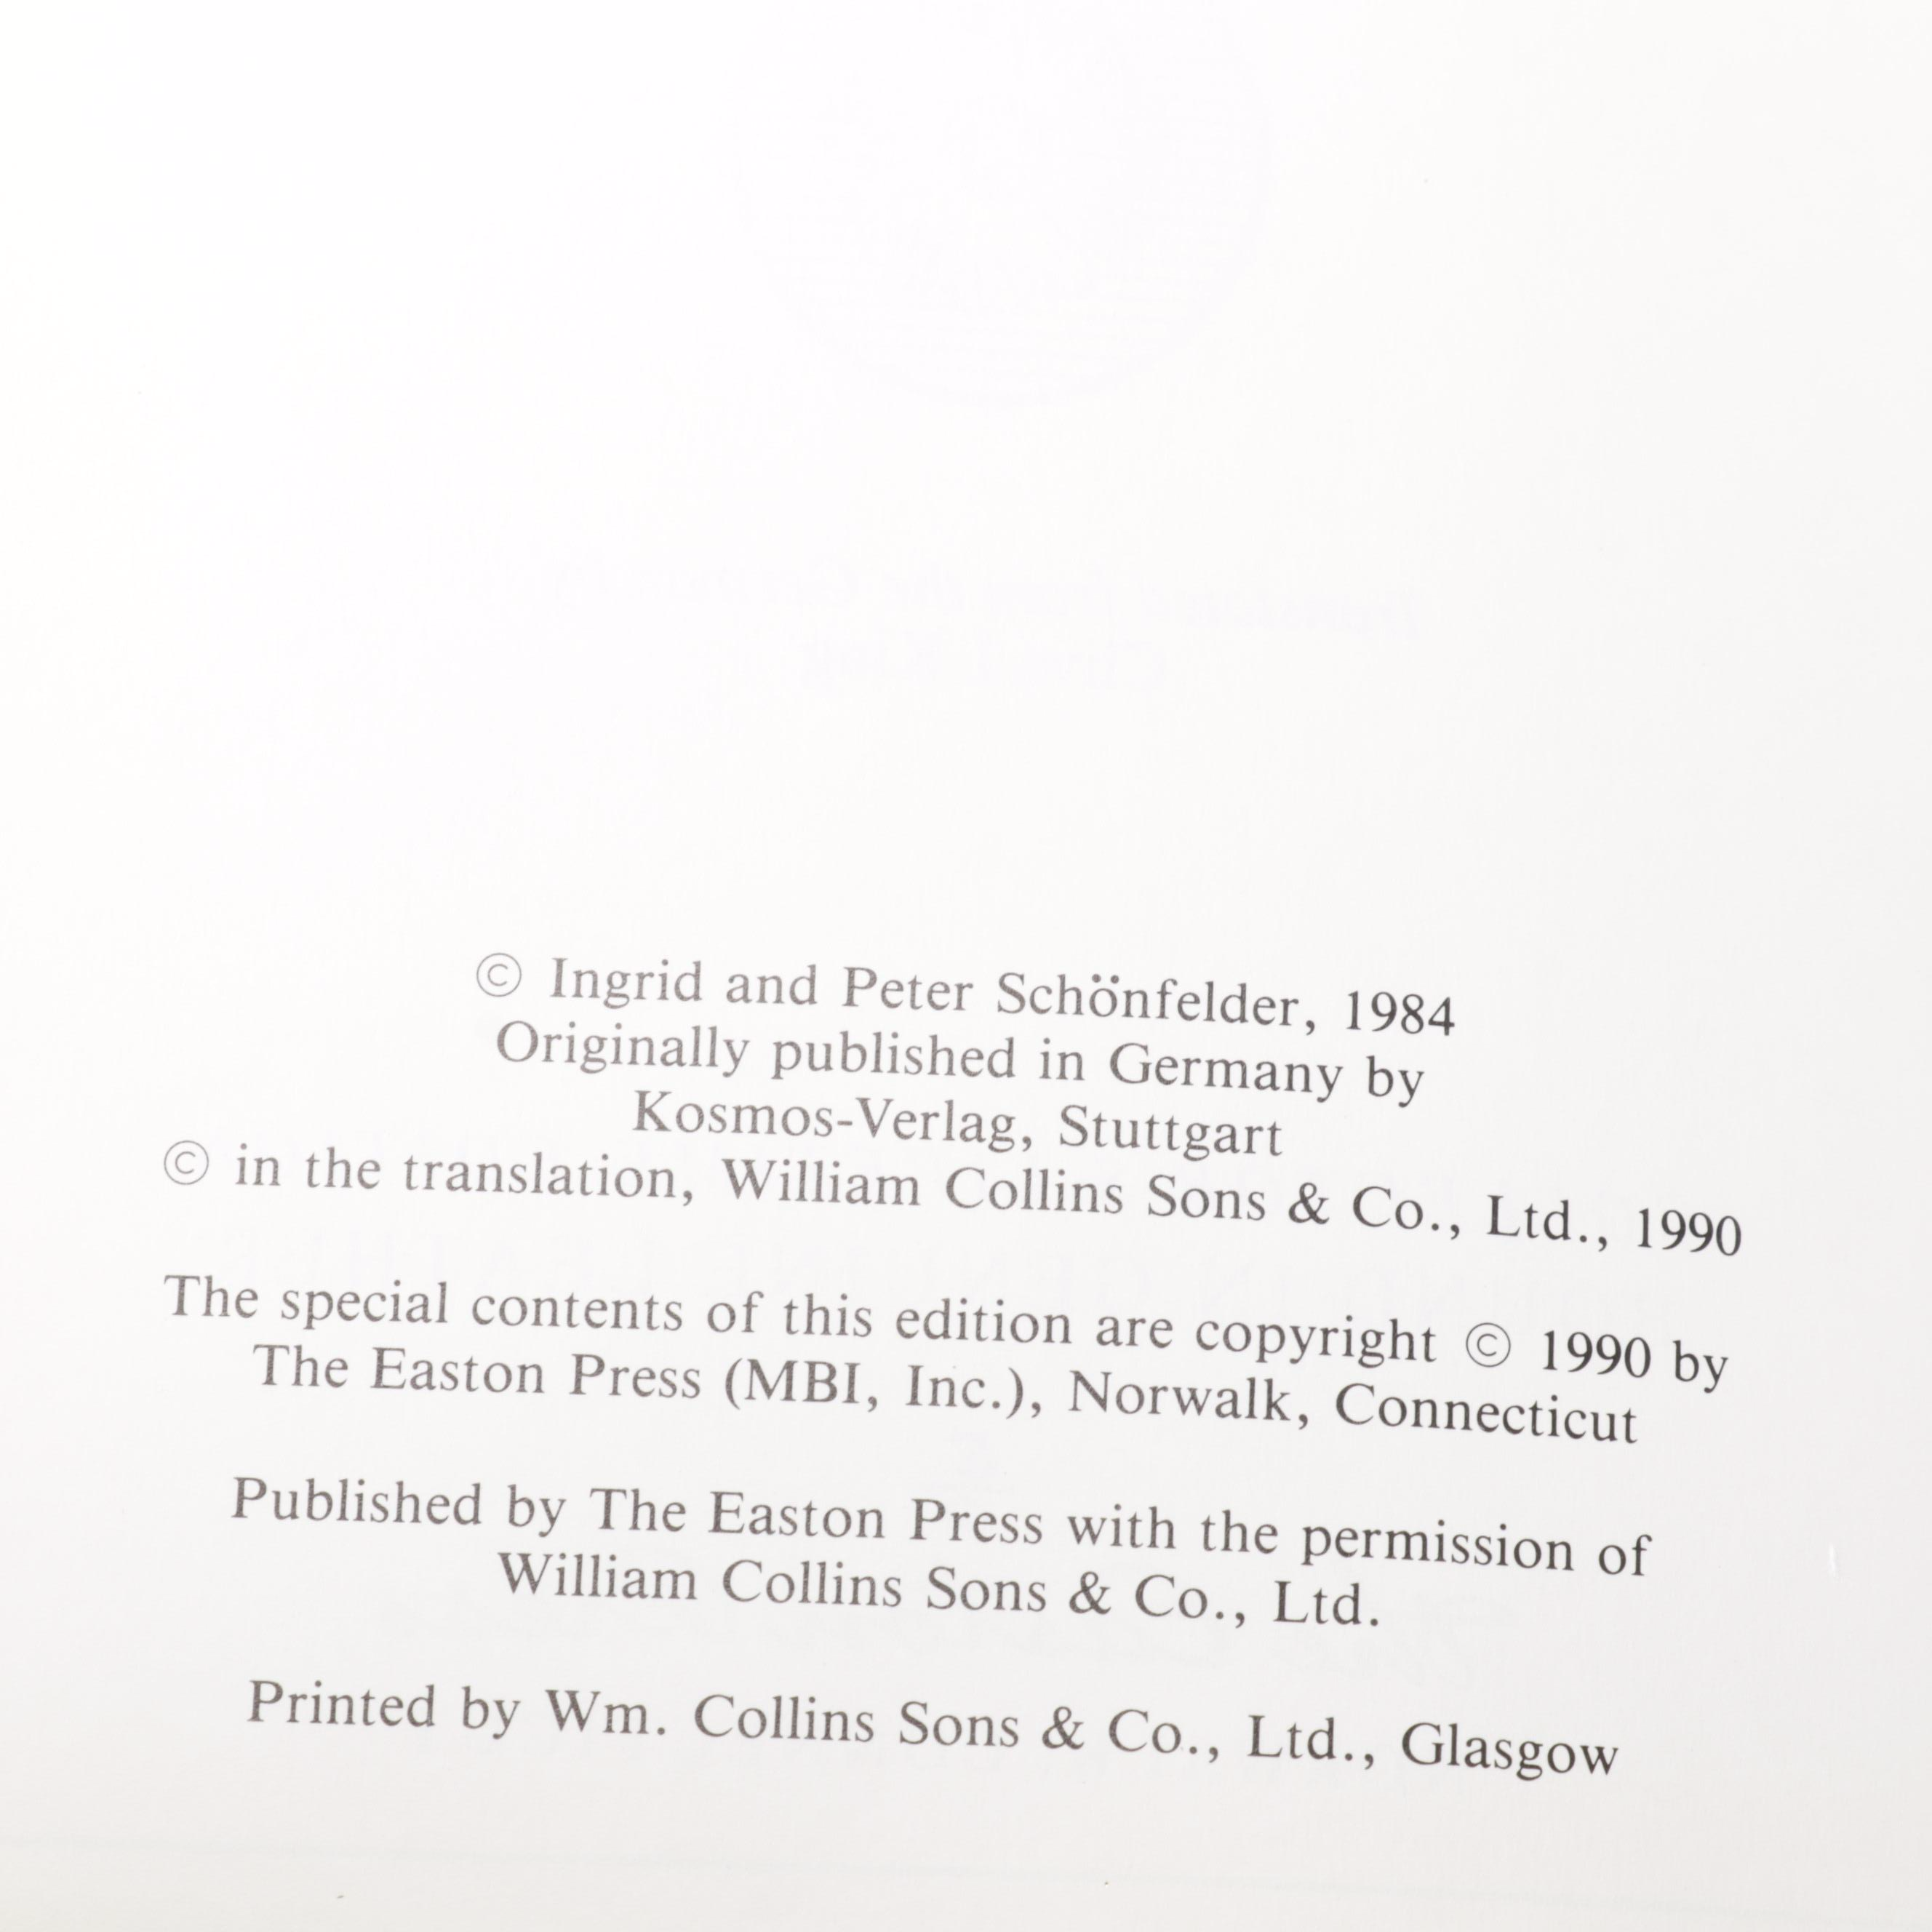 © Ingrid and Peter Schönfelder, 1984
Originally published in Germany by
Kosmos-Verlag, Stuttgart
© in the translation, William Collins Sons & Co., Ltd., 1990
The special contents of this edition are copyright © 1990 by
The Easton Press (MBI, Inc.), Norwalk, Connecticut
Published by The Easton Press with the permission of
William Collins Sons & Co., Ltd.
Printed by Wm. Collins Sons & Co., Ltd., Glasgow